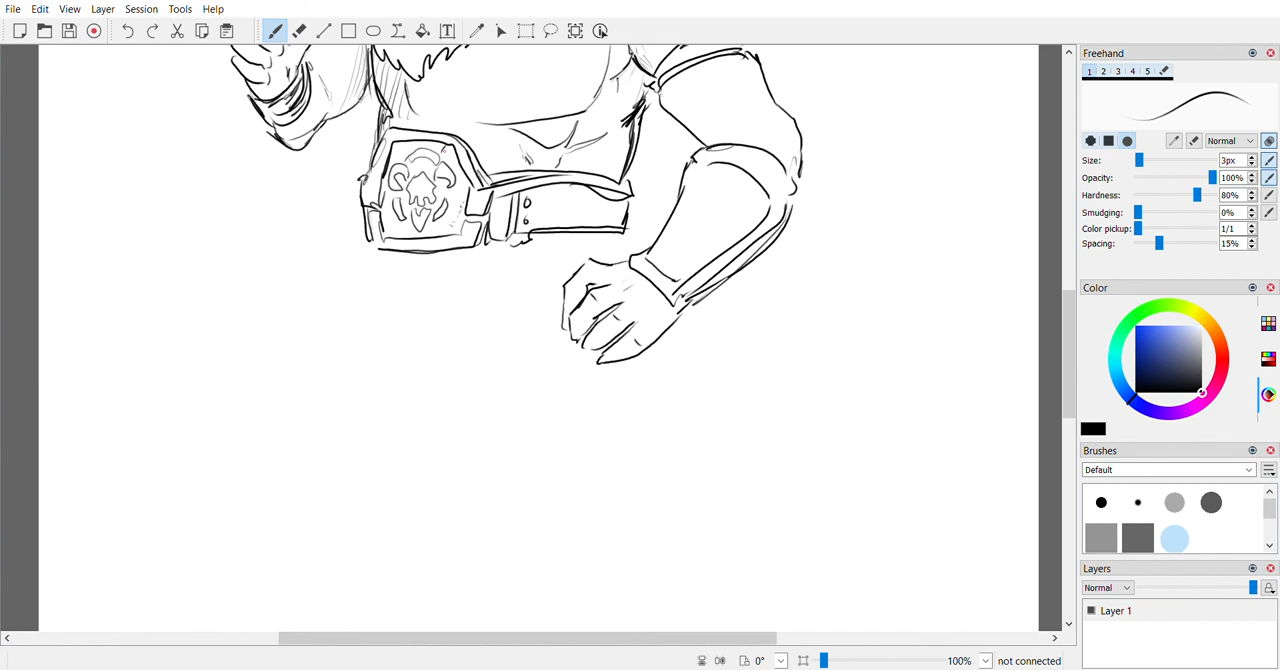 File Edit View Layer Session Tools Help
T
Freehand
1 2 3 4 5
Normal
Size: 3px
Opacity: 100%
Hardness: 80%
Smudging: 0%
Color pickup: 1/1
Spacing: 15%
Color
Brushes
Default
Layers
Normal
Layer 1
0° 100% not connected